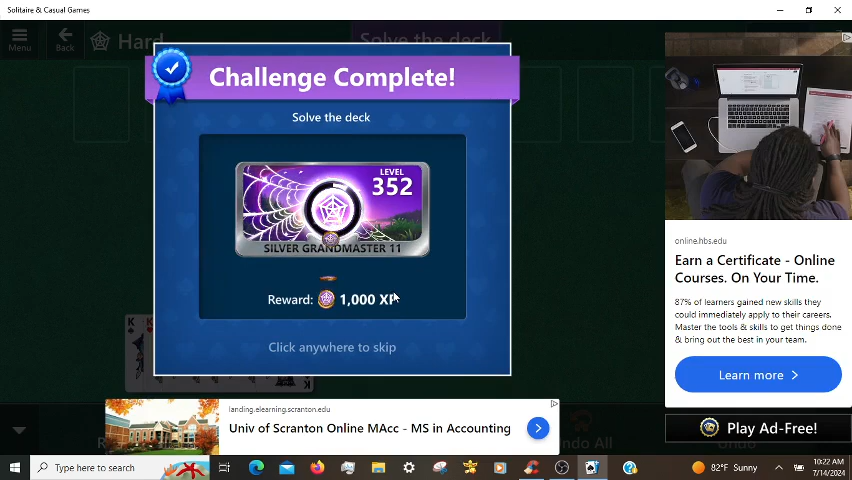 Solitaire & Casual Games
Menu
Back
Hard
Solve the deck
Challenge Complete!
Solve the deck
LEVEL
352
SILVER GRANDMASTER 11
Reward: 1,000 XP
Click anywhere to skip
K K
online.hbs.edu
Earn a Certificate - Online
Courses. On Your Time.
87% of learners gained new skills they
could immediately apply to their careers.
Master the tools & skills to get things done
& bring out the best in your team.
Learn more
Play Ad-Free!
landing.elearning.scranton.edu
Univ of Scranton Online MAcc - MS in Accounting
Undo All
Undo
Type here to search
82°F Sunny
10:22 AM
7/14/2024